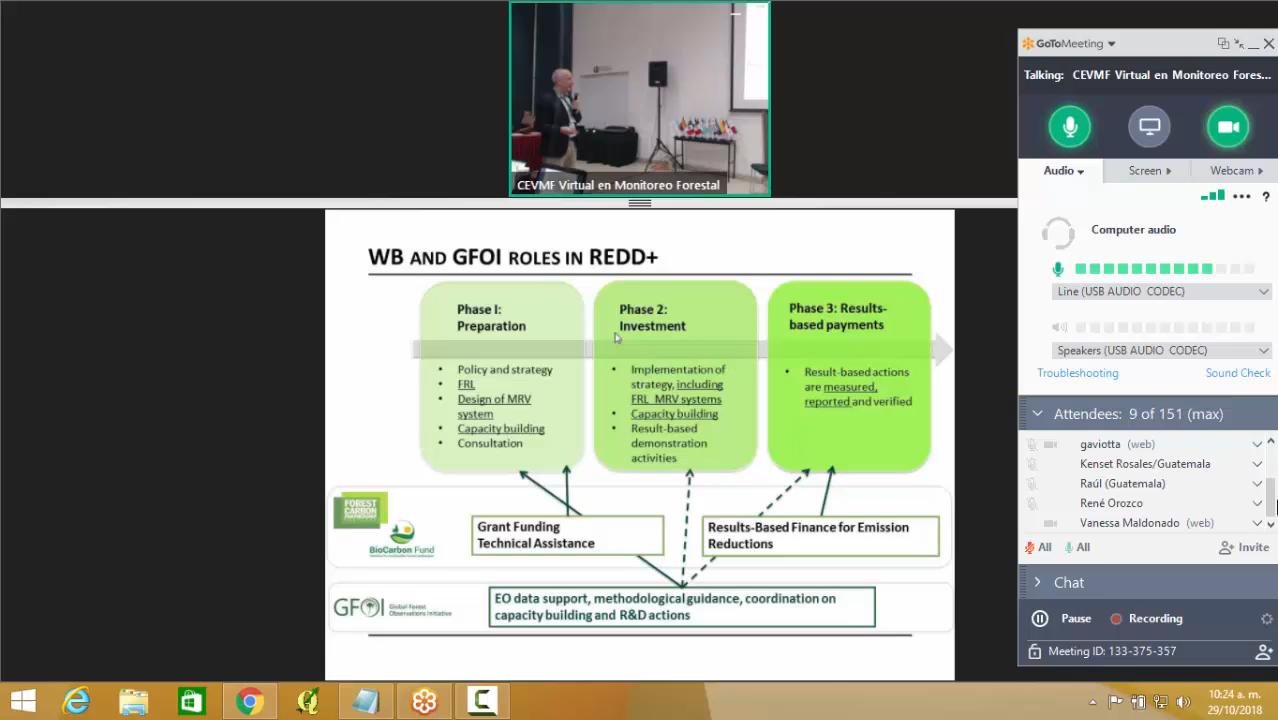 CEVMF Virtual en Monitoreo Forestal
WB AND GFOI ROLES IN REDD+
Phase I:
Preparation
• Policy and strategy
• FRL
• Design of MRV
system
• Capacity building
• Consultation
Phase 2:
Investment
• Implementation of
strategy, including
FRL MRV systems
• Capacity building
• Result-based
demonstration
activities
Phase 3: Results-
based payments
• Result-based actions
are measured,
reported and verified
FOREST
CARBON
BioCarbon Fund
Grant Funding
Technical Assistance
Results-Based Finance for Emission
Reductions
GFOI
Global Forest
Observations Initiative
EO data support, methodological guidance, coordination on
capacity building and R&D actions
GoToMeeting
Talking: CEVMF Virtual en Monitoreo Fores...
Audio
Screen
Webcam
... ?
Computer audio
Line (USB AUDIO CODEC)
Speakers (USB AUDIO CODEC)
Troubleshooting
Sound Check
Attendees: 9 of 151 (max)
gaviotta (web)
Kenset Rosales/Guatemala
Raúl (Guatemala)
René Orozco
Vanessa Maldonado (web)
All
All
Invite
Chat
Pause
Recording
Meeting ID: 133-375-357
10:24 a. m.
29/10/2018